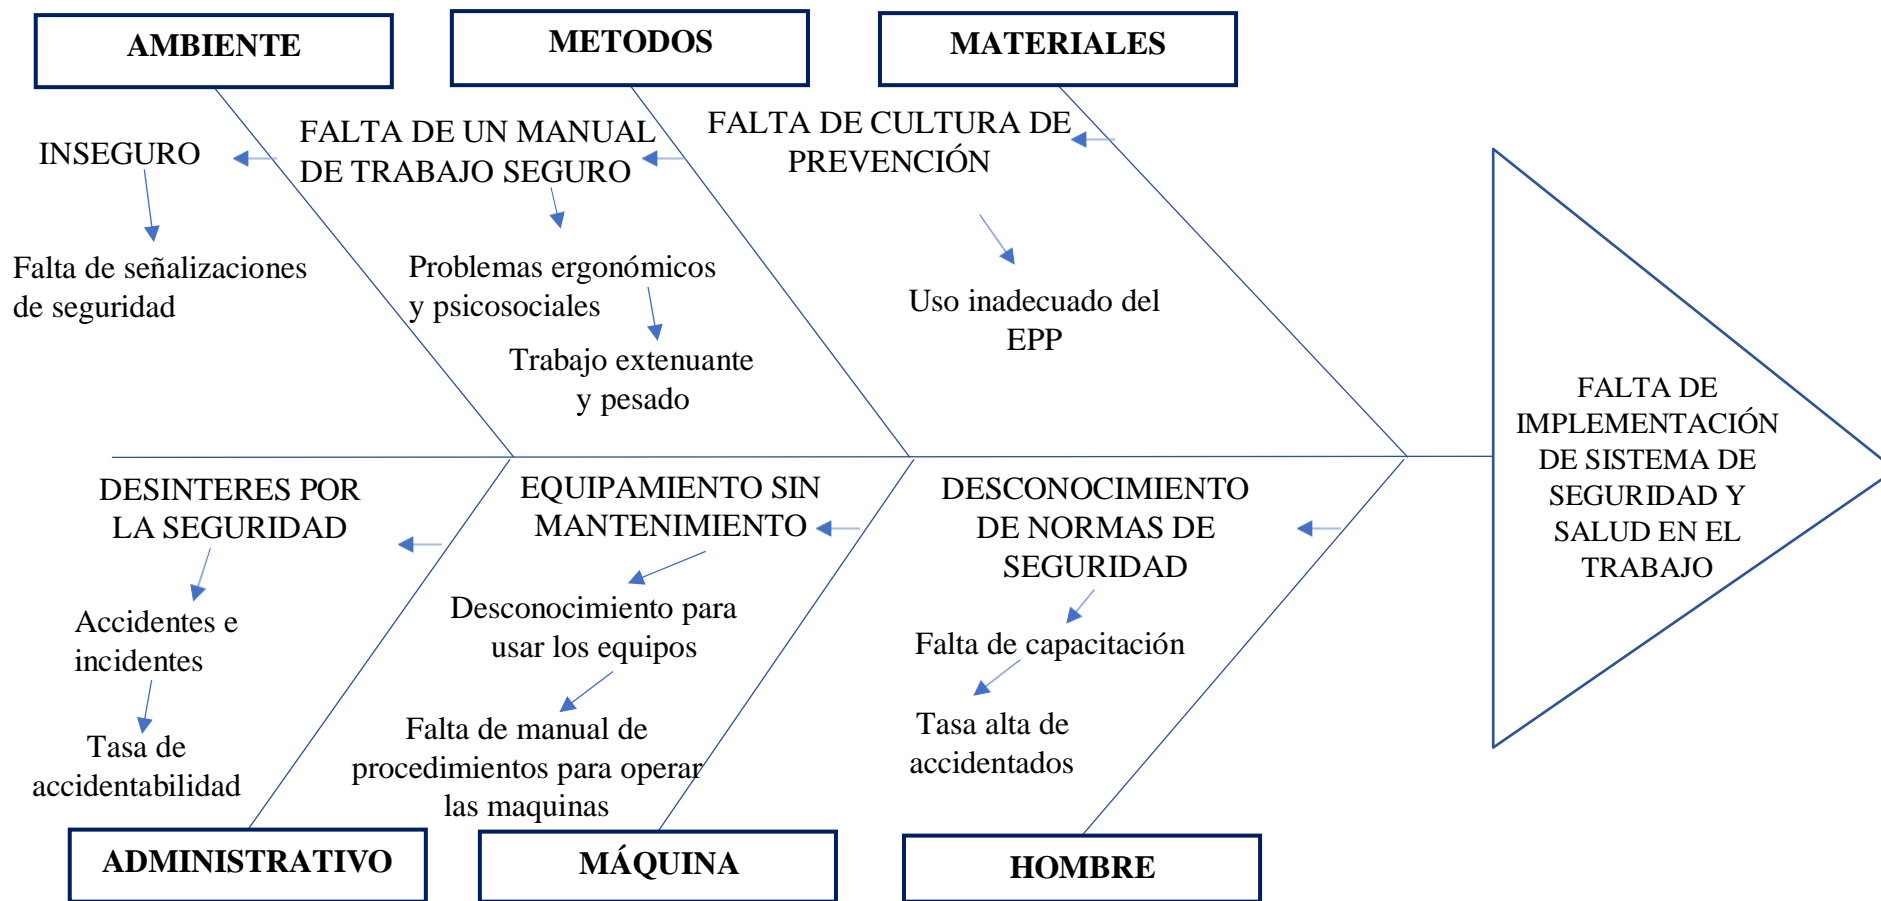 AMBIENTE
METODOS
MATERIALES
INSEGURO
Falta de señalizaciones
de seguridad
FALTA DE UN MANUAL
DE TRABAJO SEGURO
Problemas ergonómicos
y psicosociales
Trabajo extenuante
y pesado
FALTA DE CULTURA DE
PREVENCIÓN
Uso inadecuado del
EPP
FALTA DE
IMPLEMENTACIÓN
DE SISTEMA DE
SEGURIDAD Y
SALUD EN EL
TRABAJO
DESINTERES POR
LA SEGURIDAD
Accidentes e
incidentes
Tasa de
accidentabilidad
EQUIPAMIENTO SIN
MANTENIMIENTO
Desconocimiento para
usar los equipos
Falta de manual de
procedimientos para operar
las maquinas
DESCONOCIMIENTO
DE NORMAS DE
SEGURIDAD
Falta de capacitación
Tasa alta de
accidentados
ADMINISTRATIVO
MÁQUINA
HOMBRE